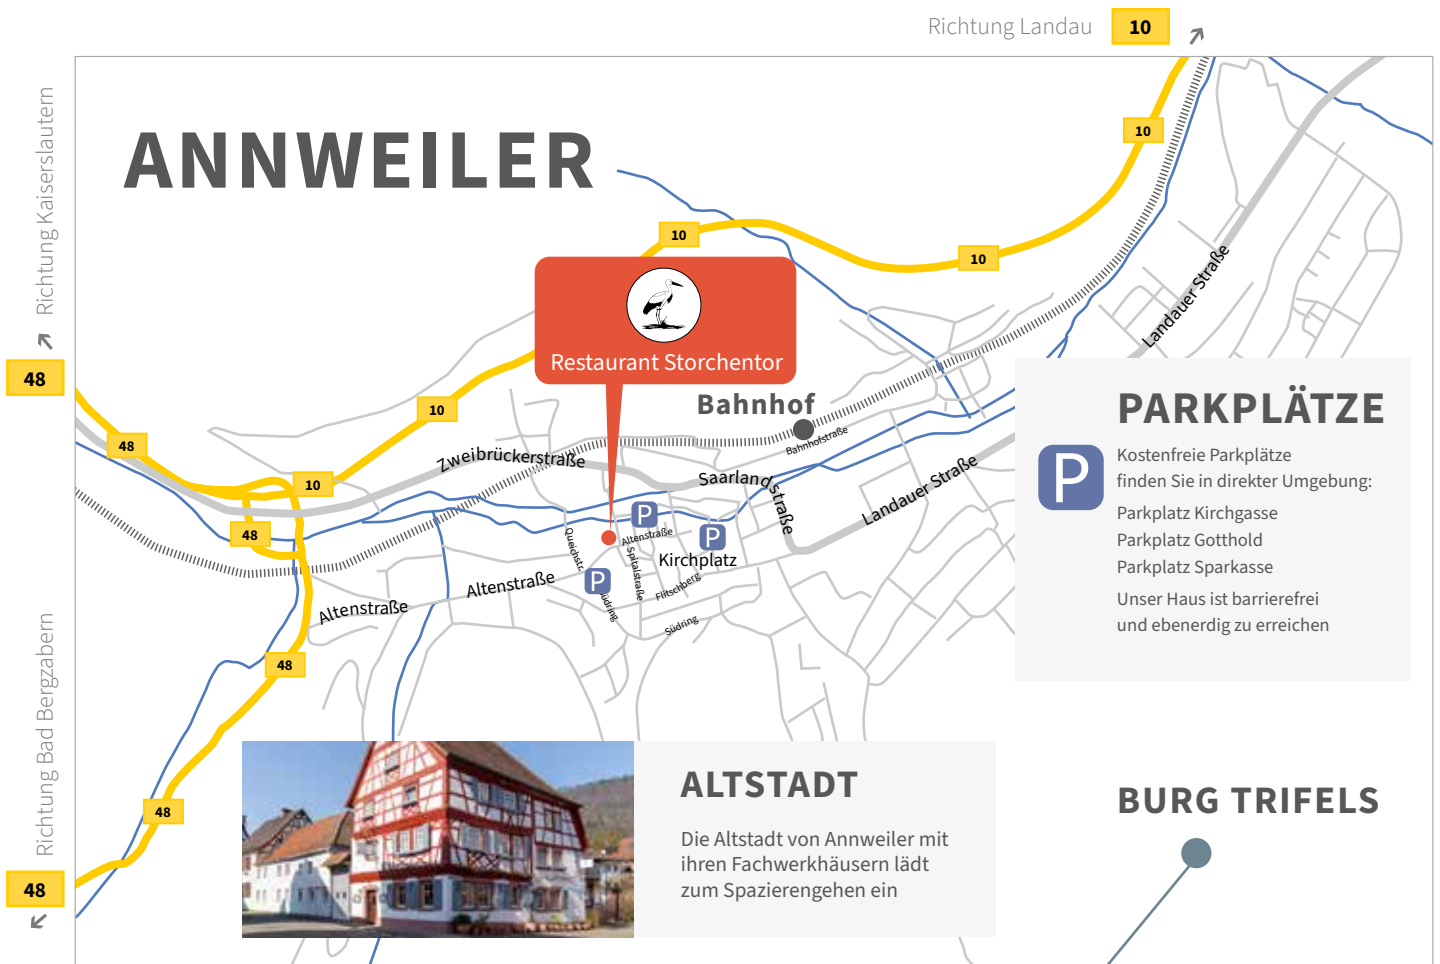 Richtung Landau
10
Richtung Kaiserslautern
48
Richtung Bad Bergzabern
48
ANNWEILER
10
10
10
10
10
48
48
48
48
Restaurant Storchentor
Bahnhof
Bahnhofstraße
Zweibrückerstraße
Saarlandstraße
Landauer Straße
Landauer Straße
Queichstr.
Altenstraße
Spitalstraße
Kirchplatz
Flitschberg
Südring
Südring
Altenstraße
Altenstraße
P
P
P
PARKPLÄTZE
P
Kostenfreie Parkplätze
finden Sie in direkter Umgebung:
Parkplatz Kirchgasse
Parkplatz Gotthold
Parkplatz Sparkasse
Unser Haus ist barrierefrei
und ebenerdig zu erreichen
ALTSTADT
Die Altstadt von Annweiler mit
ihren Fachwerkhäusern lädt
zum Spazierengehen ein
BURG TRIFELS